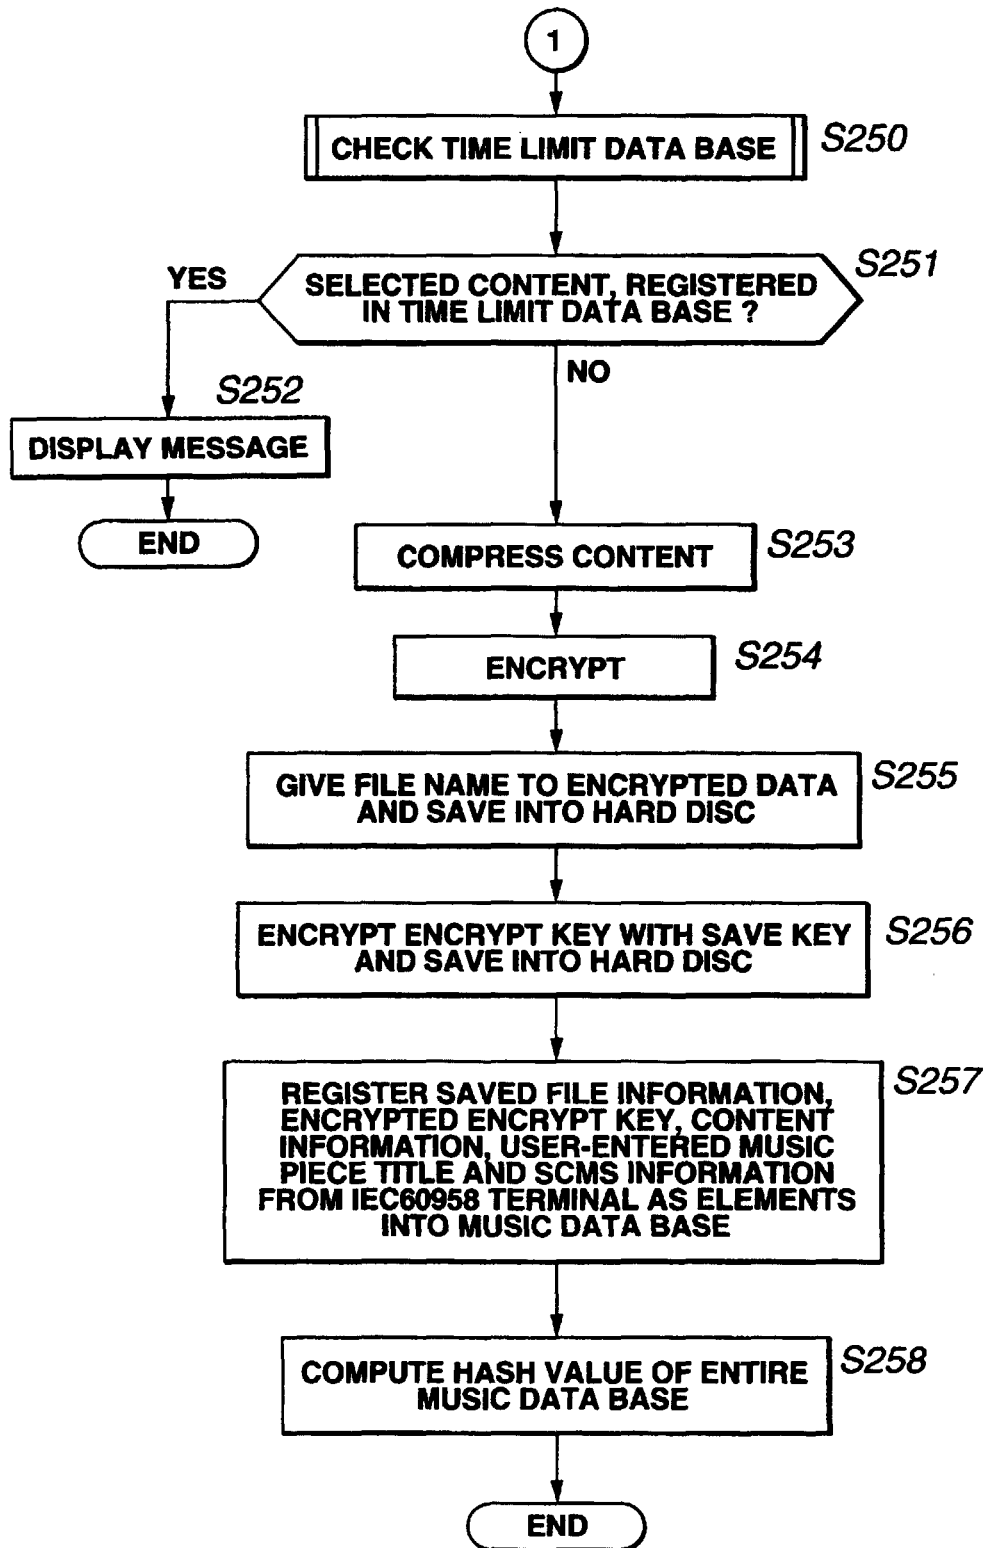 1
CHECK TIME LIMIT DATA BASE
S250
S251
YES
SELECTED CONTENT, REGISTERED
IN TIME LIMIT DATA BASE ?
NO
S252
DISPLAY MESSAGE
END
COMPRESS CONTENT
S253
ENCRYPT
S254
GIVE FILE NAME TO ENCRYPTED DATA
AND SAVE INTO HARD DISC
S255
ENCRYPT ENCRYPT KEY WITH SAVE KEY
AND SAVE INTO HARD DISC
S256
REGISTER SAVED FILE INFORMATION,
ENCRYPTED ENCRYPT KEY, CONTENT
INFORMATION, USER-ENTERED MUSIC
PIECE TITLE AND SCMS INFORMATION
FROM IEC60958 TERMINAL AS ELEMENTS
INTO MUSIC DATA BASE
S257
COMPUTE HASH VALUE OF ENTIRE
MUSIC DATA BASE
S258
END